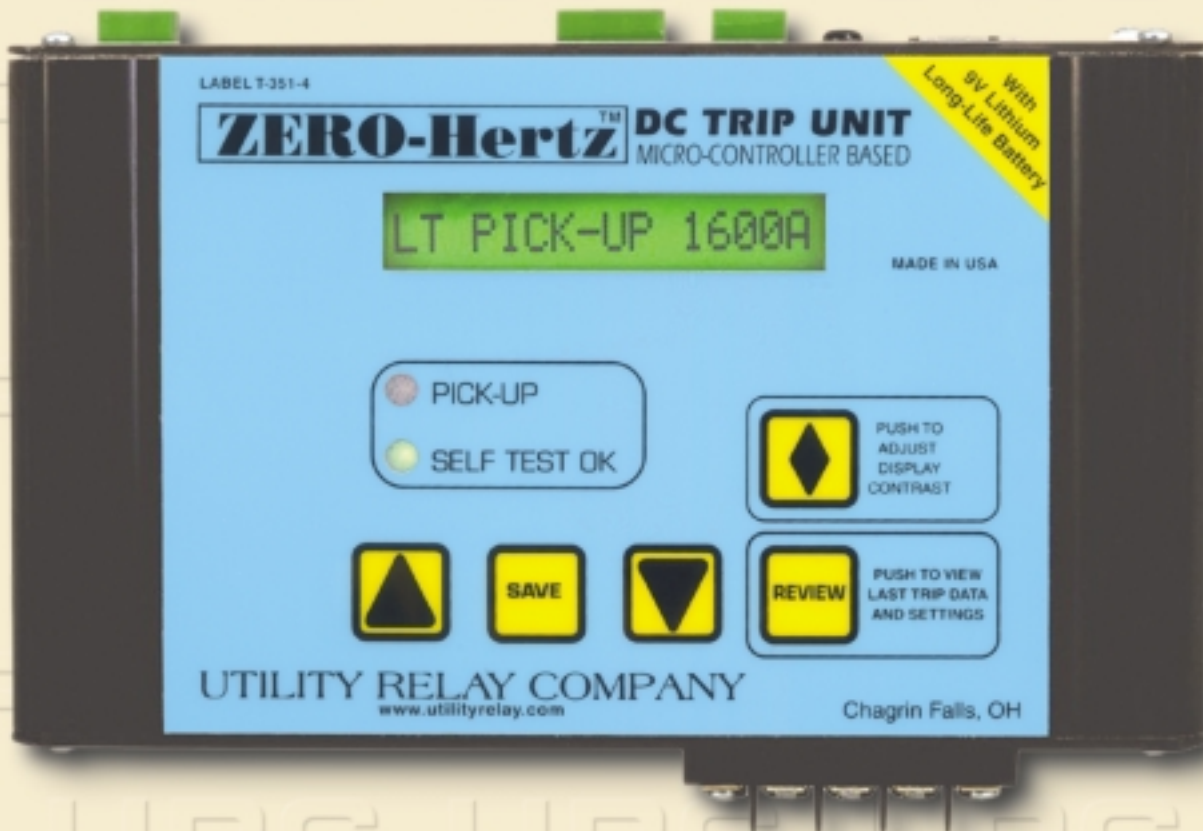 LABEL T-351-4
ZERO-Hertz™ DC TRIP UNIT
MICRO-CONTROLLER BASED
With
9V Lithium
Long-Life Battery
LT PICK-UP 1600A
MADE IN USA
PICK-UP
SELF TEST OK
PUSH TO
ADJUST
DISPLAY
CONTRAST
SAVE
REVIEW
PUSH TO VIEW
LAST TRIP DATA
AND SETTINGS
UTILITY RELAY COMPANY
www.utilityrelay.com
Chagrin Falls, OH